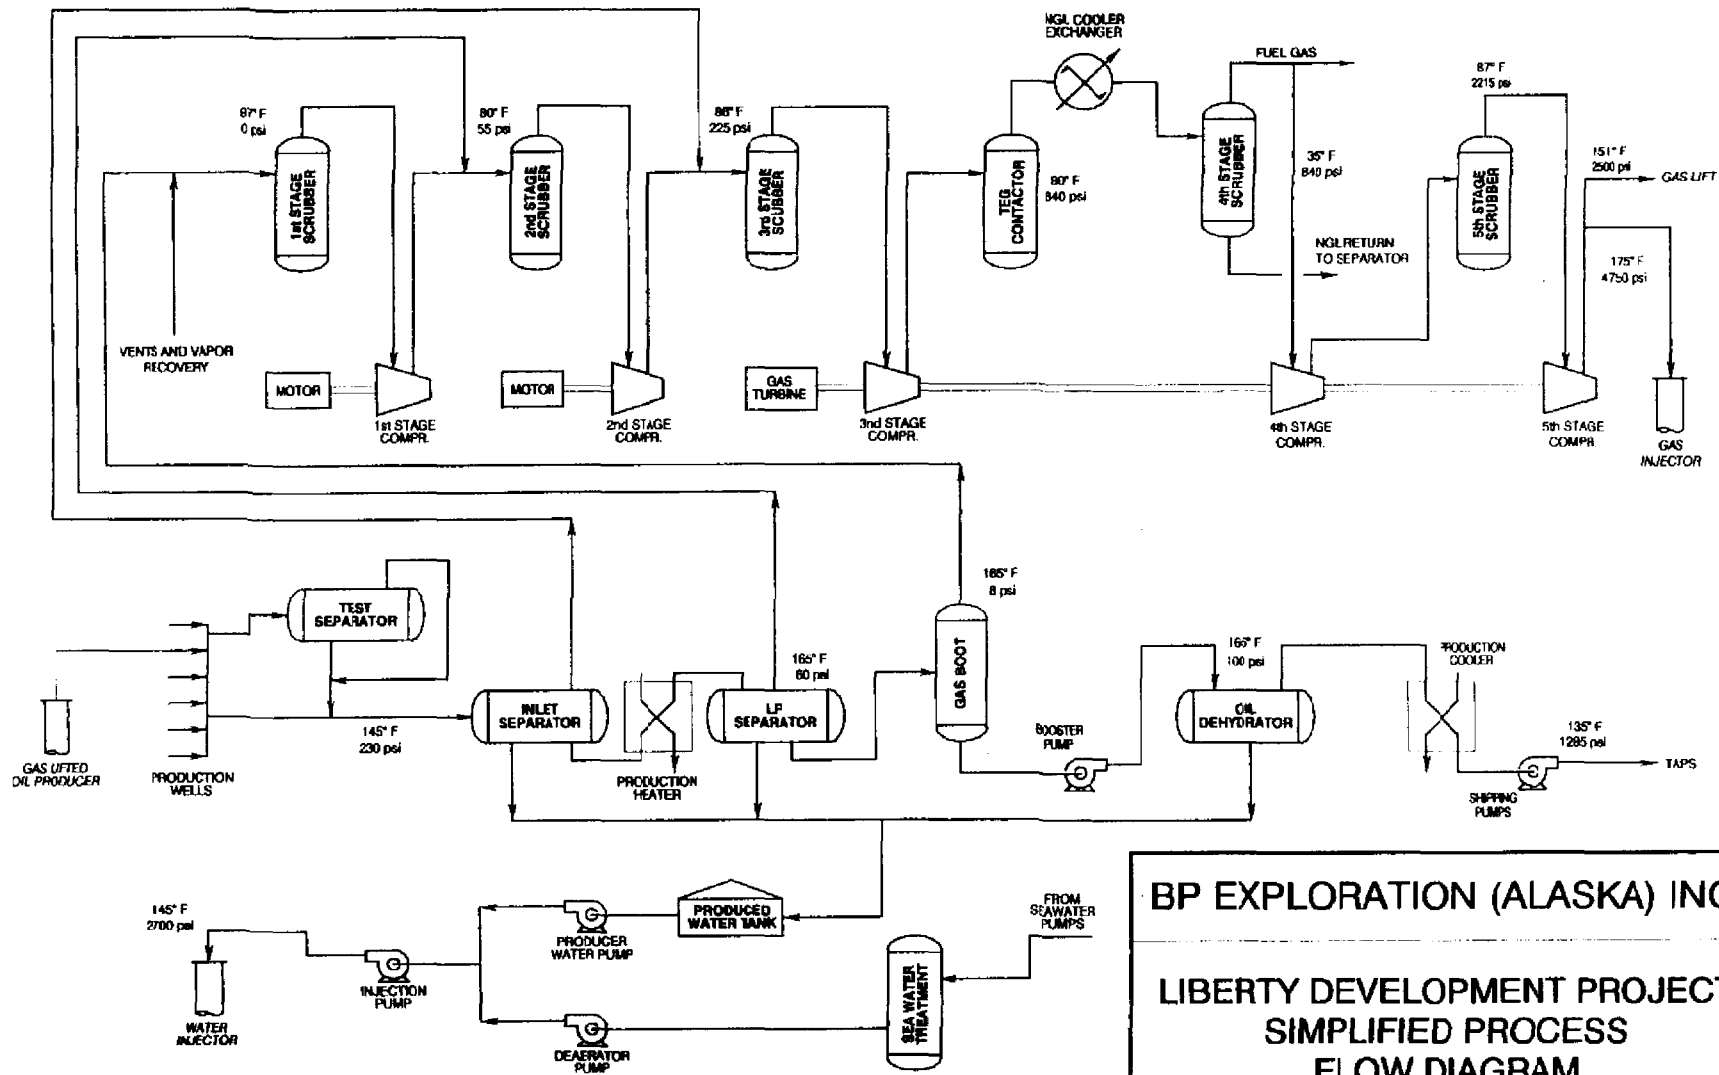 NGL COOLER
EXCHANGER
FUEL GAS
87° F
2215 psi
97° F
0 psi
80° F
55 psi
86° F
225 psi
151° F
2500 psi
GAS LIFT
1st STAGE
SCRUBBER
2nd STAGE
SCRUBBER
3rd STAGE
SCUBBER
TEG
CONTACTOR
80° F
840 psi
4th STAGE
SCRUBBER
35° F
840 psi
5th STAGE
SCRUBBER
NGL RETURN
TO SEPARATOR
175° F
4750 psi
VENTS AND VAPOR
RECOVERY
MOTOR
1st STAGE
COMPR.
MOTOR
2nd STAGE
COMPR.
GAS
TURBINE
3nd STAGE
COMPR.
4th STAGE
COMPR.
5th STAGE
COMPR.
GAS
INJECTOR
TEST
SEPARATOR
165° F
8 psi
GAS BOOT
INLET
SEPARATOR
165° F
60 psi
LP
SEPARATOR
166° F
100 psi
OIL
DEHYDRATOR
PRODUCTION
COOLER
145° F
230 psi
GAS LIFTED
OIL PRODUCER
PRODUCTION
WELLS
PRODUCTION
HEATER
BOOSTER
PUMP
135° F
1285 psi
TAPS
SHIPPING
PUMPS
145° F
2700 psi
PRODUCED
WATER TANK
PRODUCER
WATER PUMP
FROM
SEAWATER
PUMPS
INJECTION
PUMP
WATER
INJECTOR
DEAERATOR
PUMP
SEA WATER
TREATMENT
BP EXPLORATION (ALASKA) INC
LIBERTY DEVELOPMENT PROJECT
SIMPLIFIED PROCESS
FLOW DIAGRAM